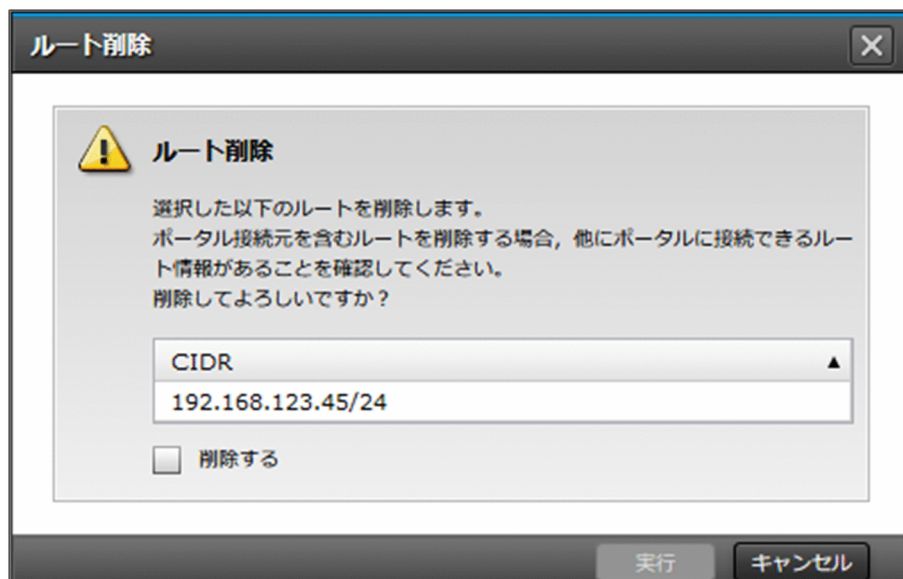 ルート削除
ルート削除
選択した以下のルートを削除します。
ポータル接続元を含むルートを削除する場合，他にポータルに接続できるルー
ト情報があることを確認してください。
削除してよろしいですか？
CIDR ▲
192.168.123.45/24
削除する
実行 キャンセル